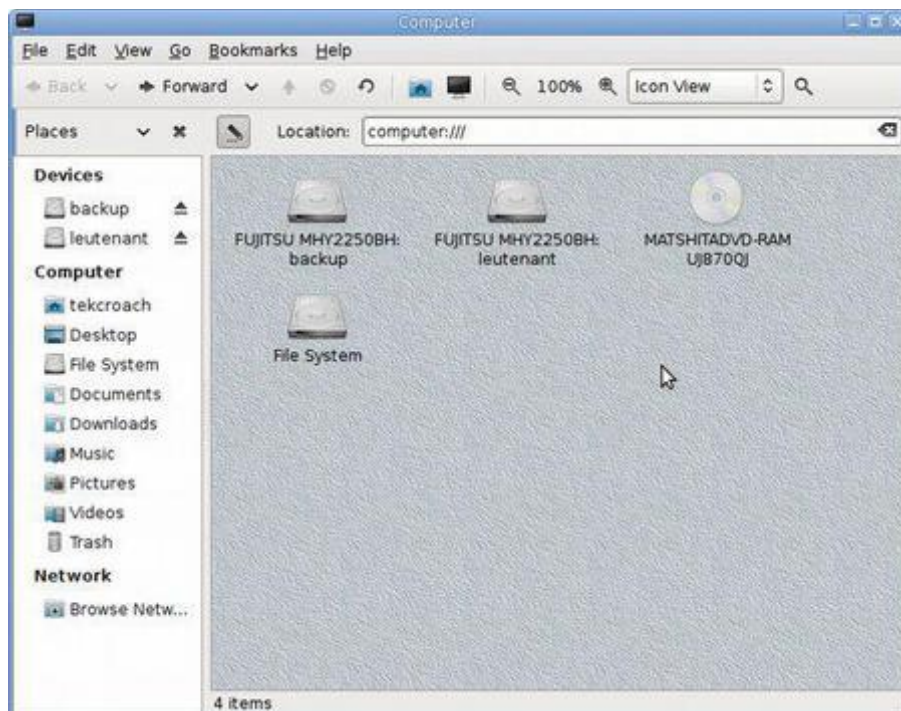 Computer
File Edit View Go Bookmarks Help
Back Forward 100% Icon View
Places Location: computer:///
Devices
backup
leutenant
Computer
tekcroach
Desktop
File System
Documents
Downloads
Music
Pictures
Videos
Trash
Network
Browse Netw...
FUJITSU MHY2250BH:
backup
FUJITSU MHY2250BH:
leutenant
MATSHITADVD-RAM
UJ870QJ
File System
4 items